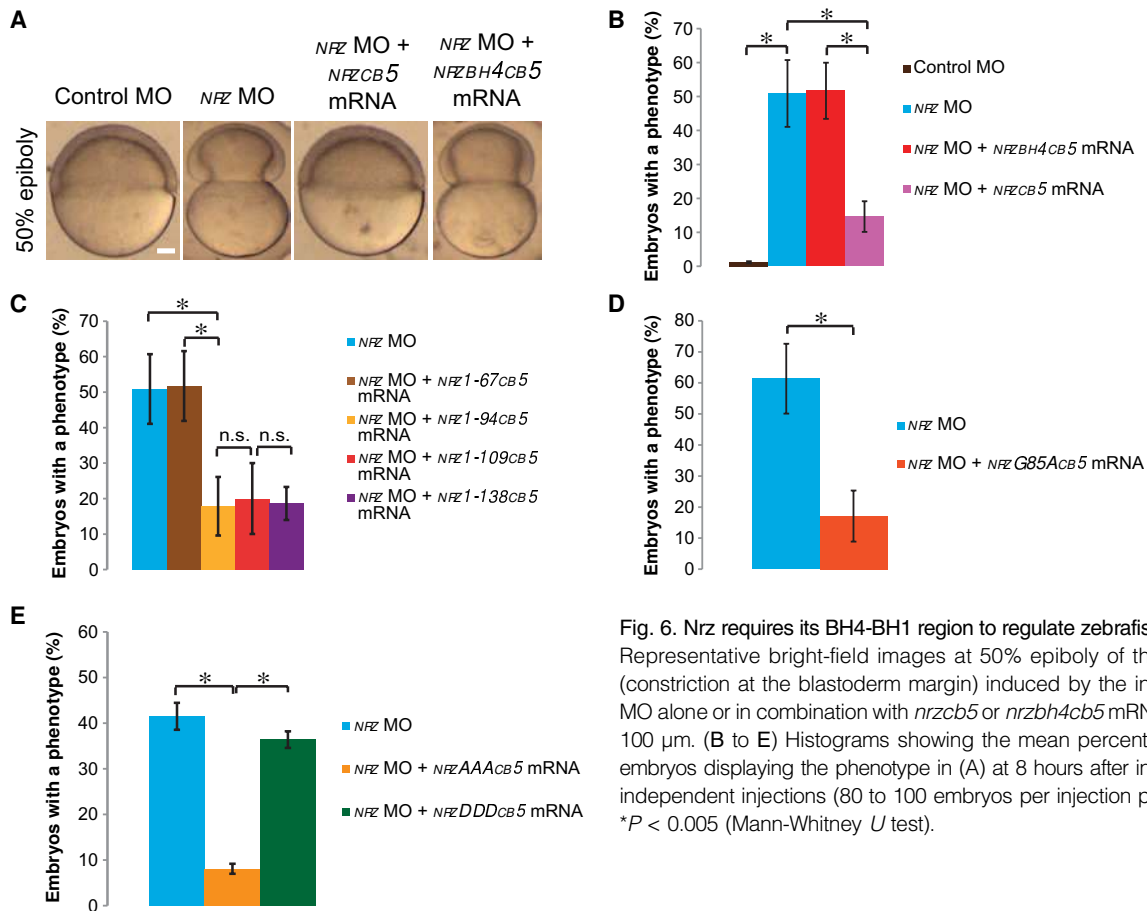 A
Control MO
NRZ MO
NRZ MO +
NRZCB5
mRNA
NRZ MO +
NRZBH4CB5
mRNA
50% epiboly
B
Embryos with a phenotype (%)
70
60
50
40
30
20
10
0
*
*
*
Control MO
NRZ MO
NRZ MO + NRZBH4CB5 mRNA
NRZ MO + NRZCB5 mRNA
C
Embryos with a phenotype (%)
70
60
50
40
30
20
10
0
*
*
n.s.
n.s.
NRZ MO
NRZ MO + NRZ1-67CB5
mRNA
NRZ MO + NRZ1-94CB5
mRNA
NRZ MO + NRZ1-109CB5
mRNA
NRZ MO + NRZ1-138CB5
mRNA
D
Embryos with a phenotype (%)
80
70
60
50
40
30
20
10
0
*
NRZ MO
NRZ MO + NRZG85ACB5 mRNA
E
Embryos with a phenotype (%)
60
50
40
30
20
10
0
*
*
NRZ MO
NRZ MO + NRZAAACB5 mRNA
NRZ MO + NRZDDDCB5 mRNA
Fig. 6. Nrz requires its BH4-BH1 region to regulate zebrafis
Representative bright-field images at 50% epiboly of th
(constriction at the blastoderm margin) induced by the in
MO alone or in combination with nrzcb5 or nrzbh4cb5 mRN
100 µm. (B to E) Histograms showing the mean percent
embryos displaying the phenotype in (A) at 8 hours after in
independent injections (80 to 100 embryos per injection p
*P < 0.005 (Mann-Whitney U test).